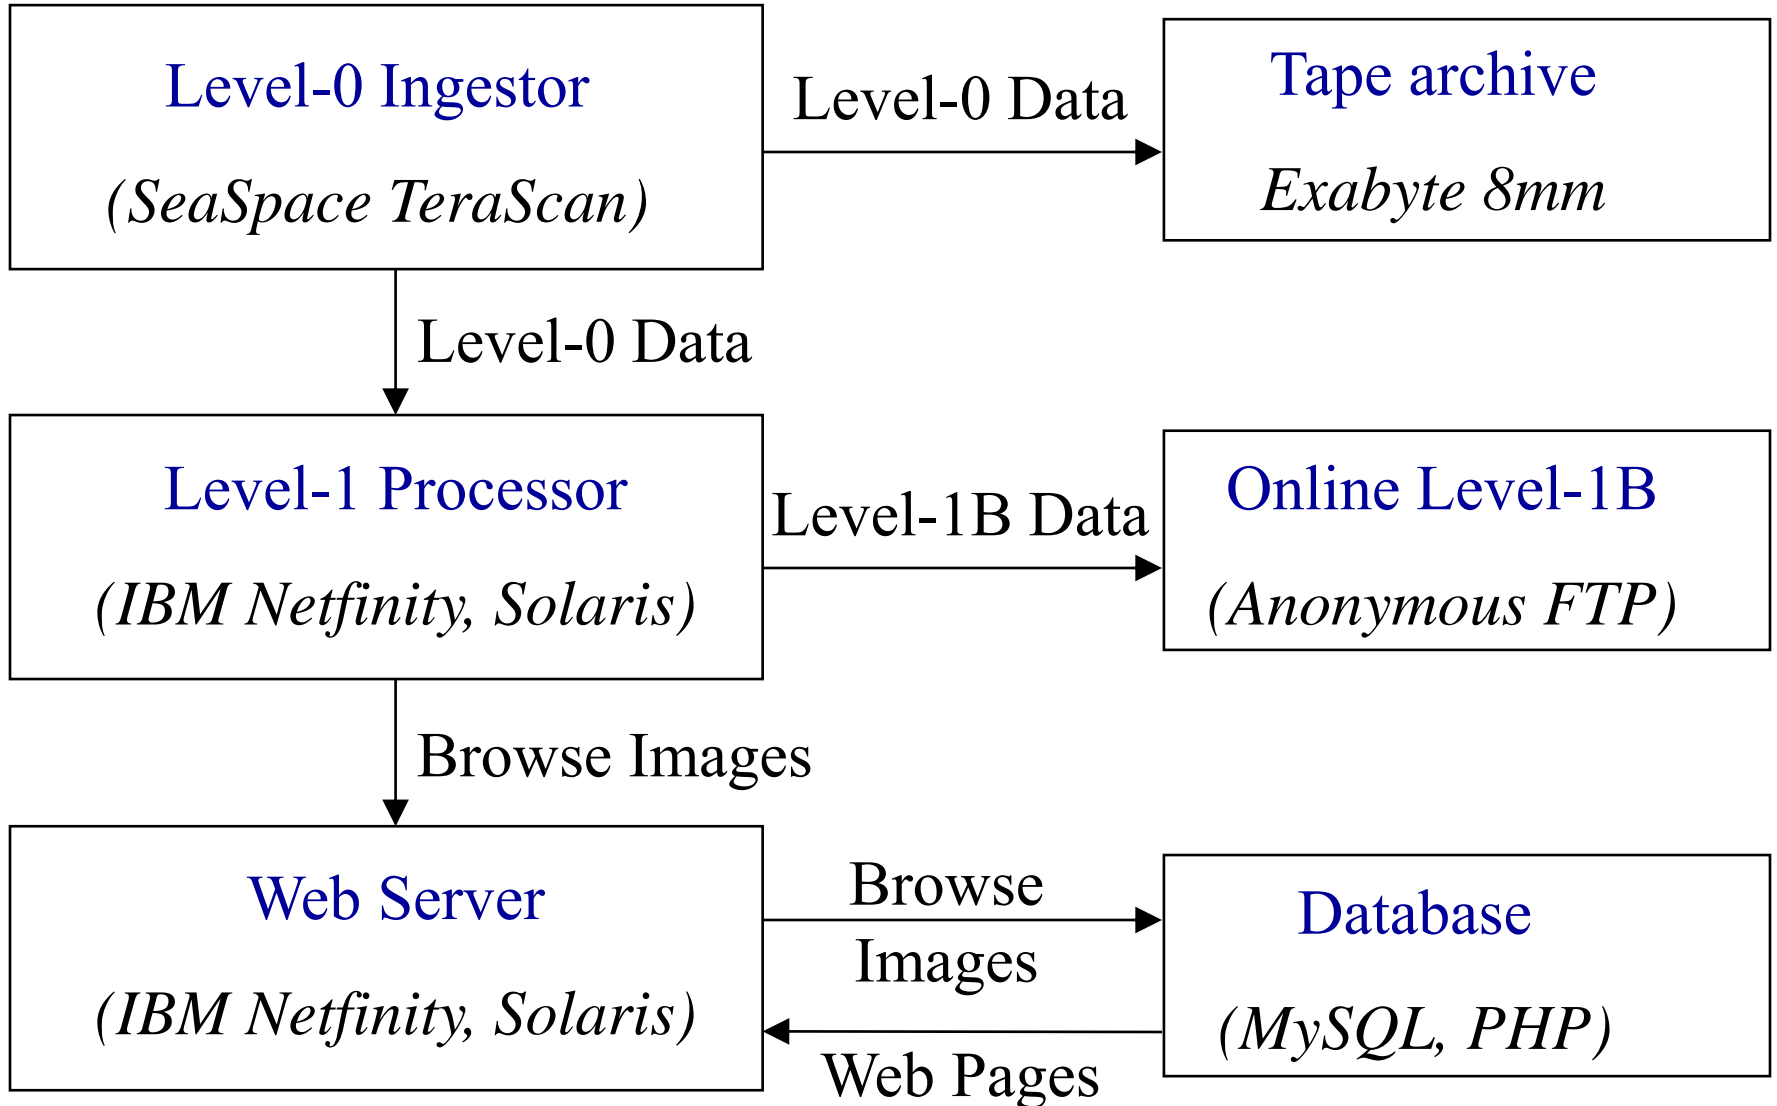 Level-0 Ingestor
(SeaSpace TeraScan)
Level-0 Data
Tape archive
Exabyte 8mm
Level-0 Data
Level-1 Processor
(IBM Netfinity, Solaris)
Level-1B Data
Online Level-1B
(Anonymous FTP)
Browse Images
Web Server
(IBM Netfinity, Solaris)
Browse
Images
Web Pages
Database
(MySQL, PHP)